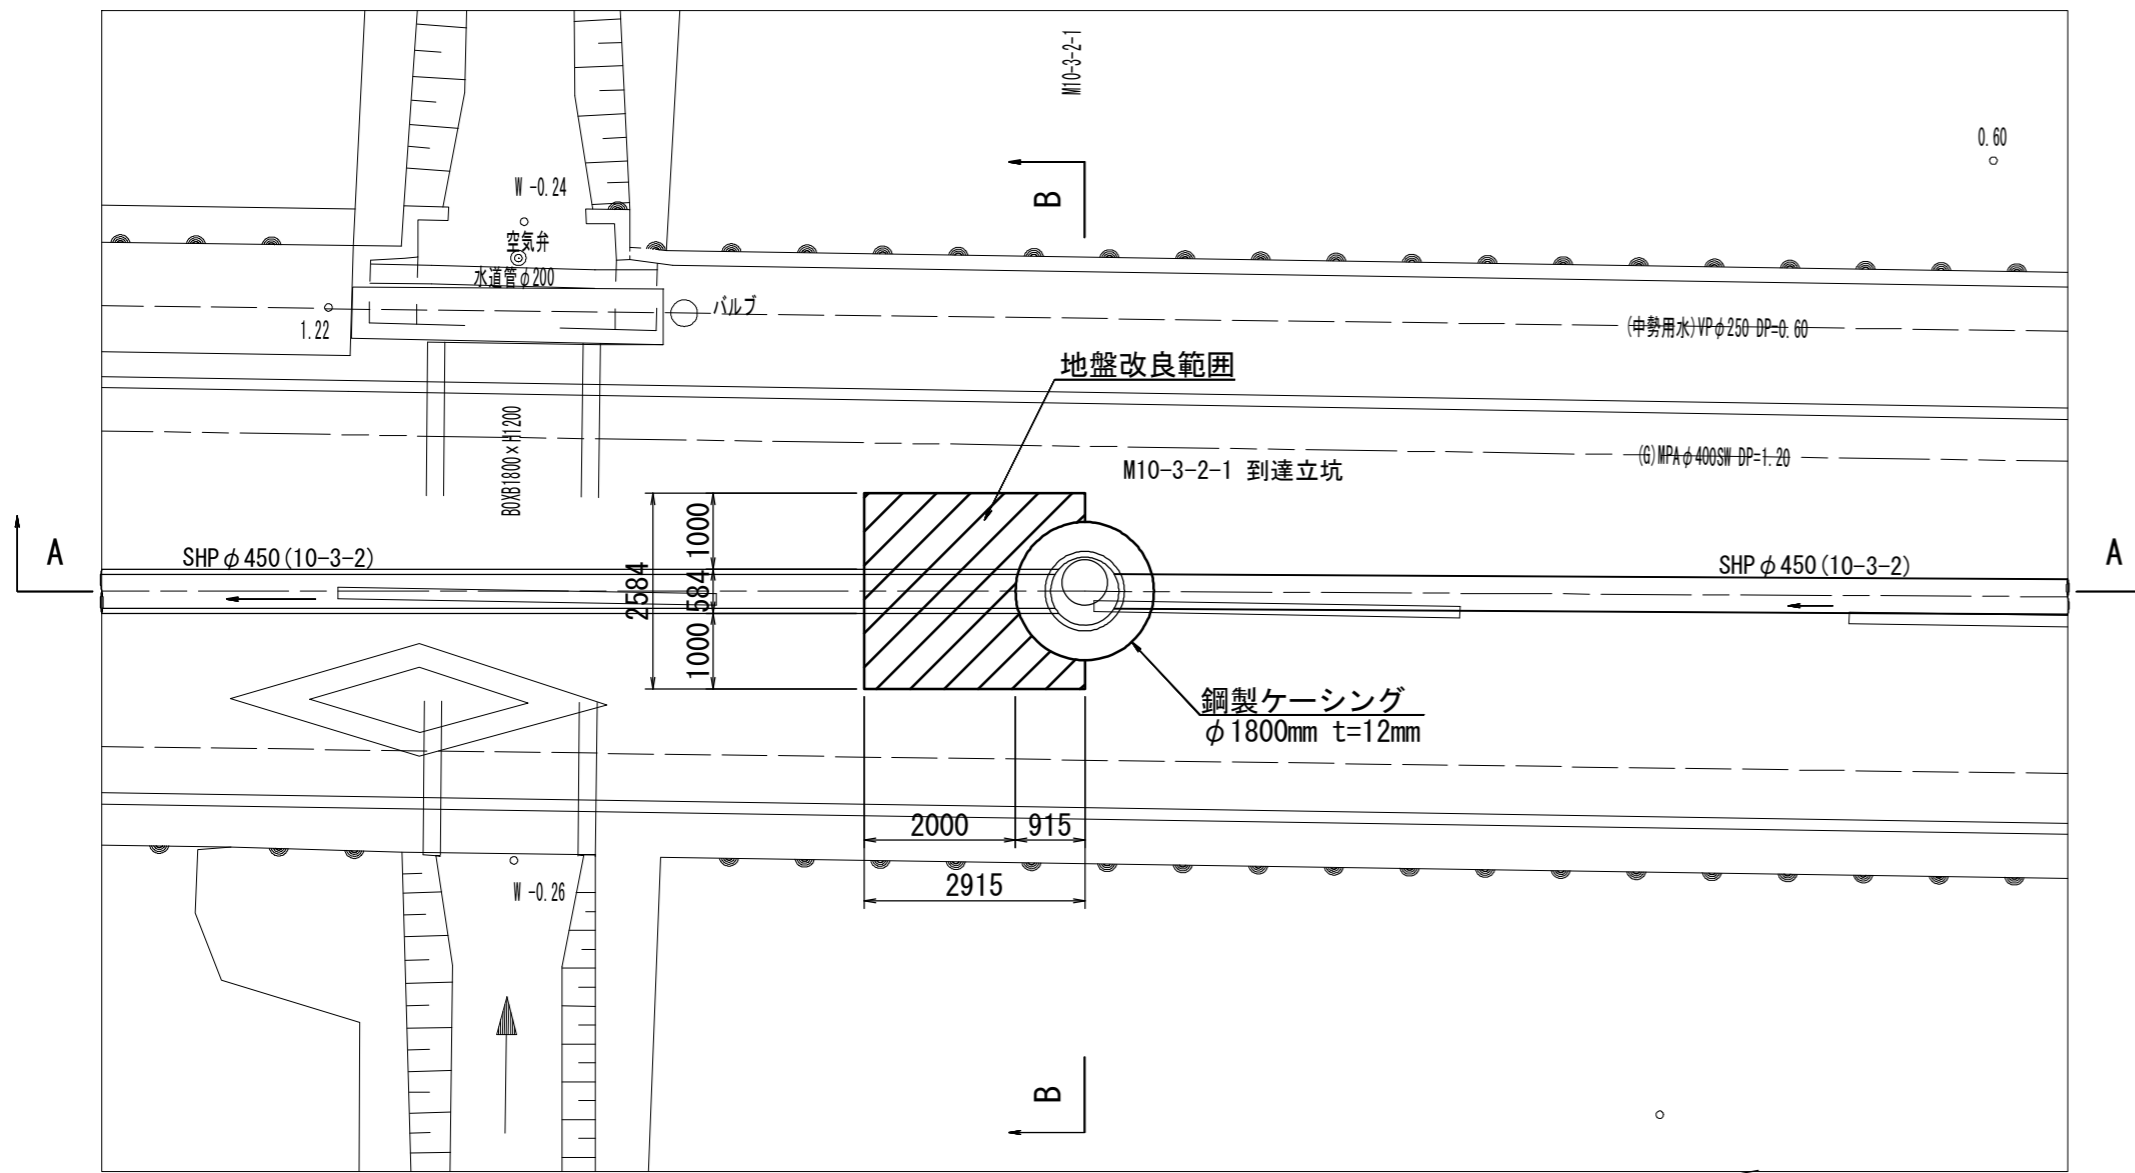 M10-3-2-1
0.60
B
W -0.24
空気弁
水道管φ200
バルブ
1.22
(中勢用水)VPφ250 DP=0.60
地盤改良範囲
BOXB1800×H1200
(G)MPAφ400SW DP=1.20
M10-3-2-1 到達立坑
A
SHPφ450(10-3-2)
1000
584
1000
2584
SHPφ450(10-3-2)
A
鋼製ケーシング
φ1800mm t=12mm
2000
915
2915
W -0.26
B